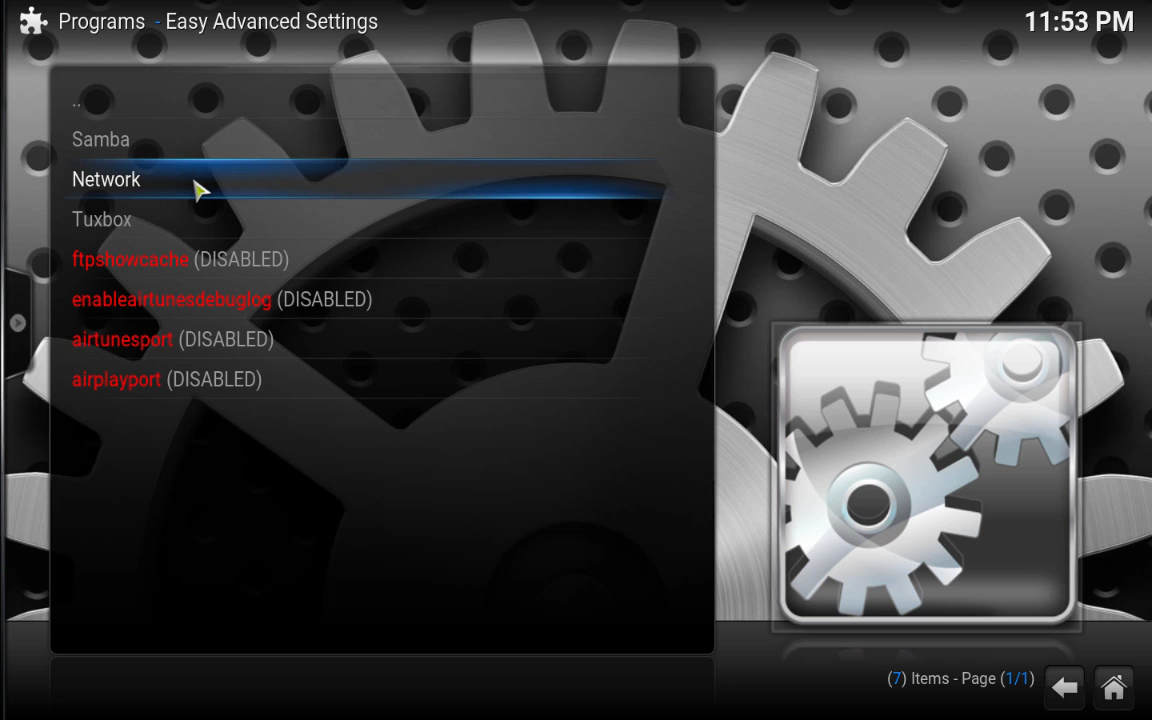 Programs - Easy Advanced Settings
11:53 PM
..
Samba
Network
Tuxbox
ftpshowcache (DISABLED)
enableairtunesdebuglog (DISABLED)
airtunesport (DISABLED)
airplayport (DISABLED)
(7) Items - Page (1/1)